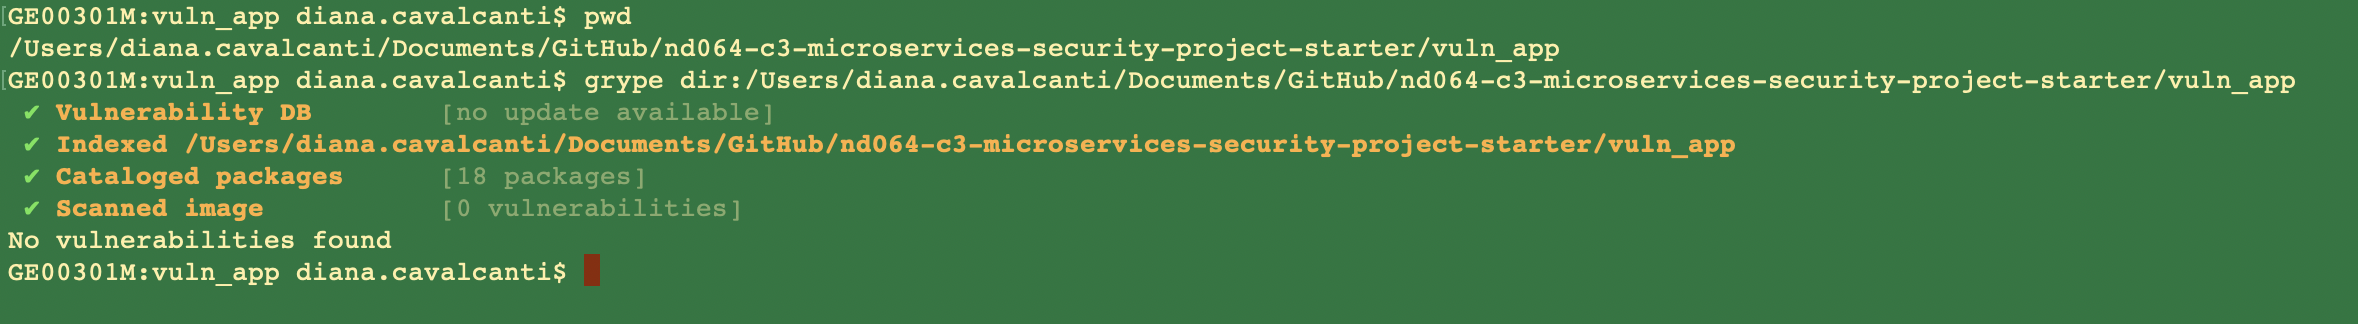 [GE00301M:vuln_app diana.cavalcanti$ pwd
/Users/diana.cavalcanti/Documents/GitHub/nd064-c3-microservices-security-project-starter/vuln_app
[GE00301M:vuln_app diana.cavalcanti$ grype dir:/Users/diana.cavalcanti/Documents/GitHub/nd064-c3-microservices-security-project-starter/vuln_app
✔ Vulnerability DB [no update available]
✔ Indexed /Users/diana.cavalcanti/Documents/GitHub/nd064-c3-microservices-security-project-starter/vuln_app
✔ Cataloged packages [18 packages]
✔ Scanned image [0 vulnerabilities]
No vulnerabilities found
GE00301M:vuln_app diana.cavalcanti$